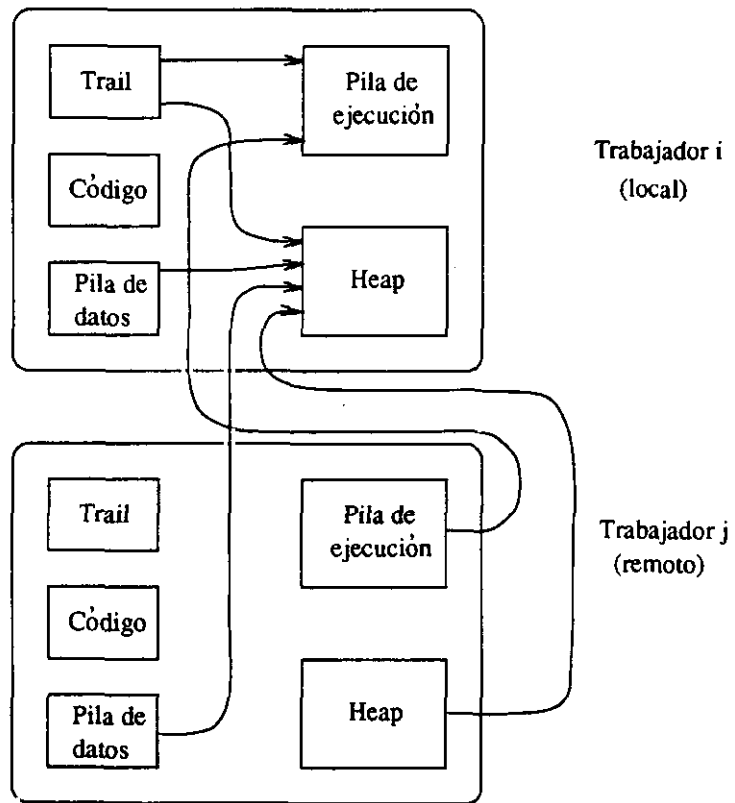 Trail
Pila de
ejecución
Código
Pila de
datos
Heap
Trabajador i
(local)
Trail
Pila de
ejecución
Código
Pila de
datos
Heap
Trabajador j
(remoto)